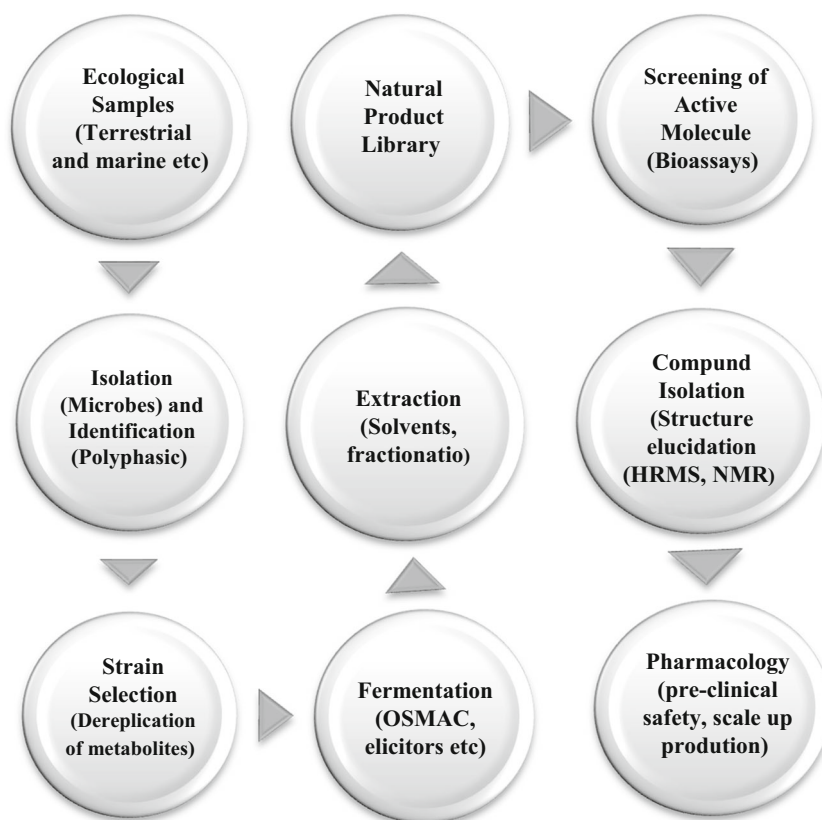 Ecological
Samples
(Terrestrial
and marine etc)
Isolation
(Microbes) and
Identification
(Polyphasic)
Strain
Selection
(Dereplication
of metabolites)
Fermentation
(OSMAC,
elicitors etc)
Extraction
(Solvents,
fractionatio)
Natural
Product
Library
Screening of
Active
Molecule
(Bioassays)
Compund
Isolation
(Structure
elucidation
(HRMS, NMR)
Pharmacology
(pre-clinical
safety, scale up
prodution)